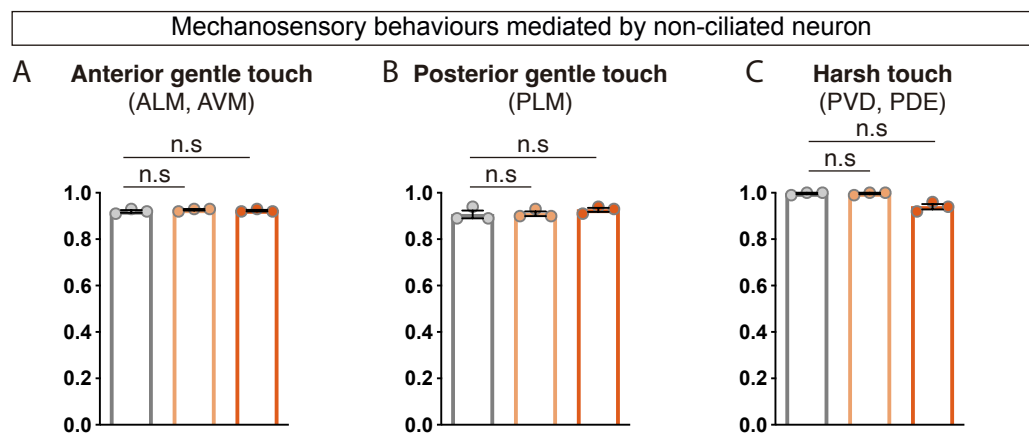 Mechanosensory behaviours mediated by non-ciliated neuron
A Anterior gentle touch
(ALM, AVM)
n.s
n.s
1.0
0.8
0.6
0.4
0.2
0.0
B Posterior gentle touch
(PLM)
n.s
n.s
1.0
0.8
0.6
0.4
0.2
0.0
C Harsh touch
(PVD, PDE)
n.s
n.s
1.0
0.8
0.6
0.4
0.2
0.0